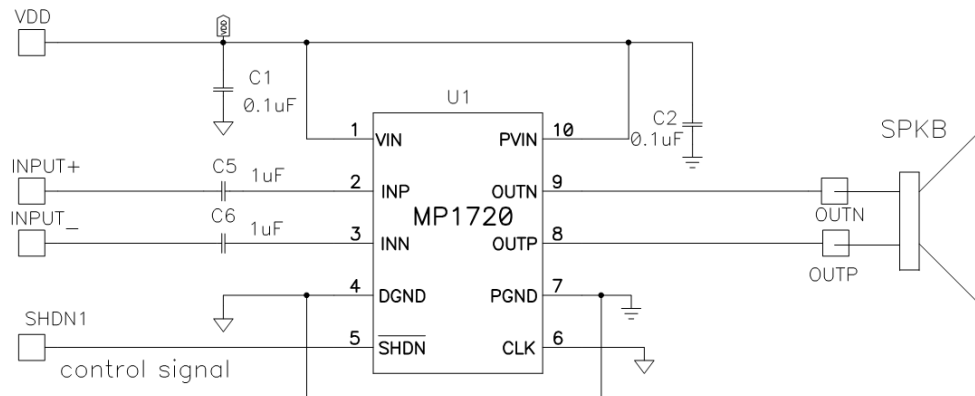 VDD
VDD
C1
0.1uF
U1
C2
0.1uF
SPKB
1 VIN PVIN 10
INPUT+
C5
1uF
2 INP OUTN 9
MP1720
OUTN
INPUT_
C6
1uF
3 INN OUTP 8
OUTP
4 DGND PGND 7
SHDN1
5 SHDN CLK 6
control signal